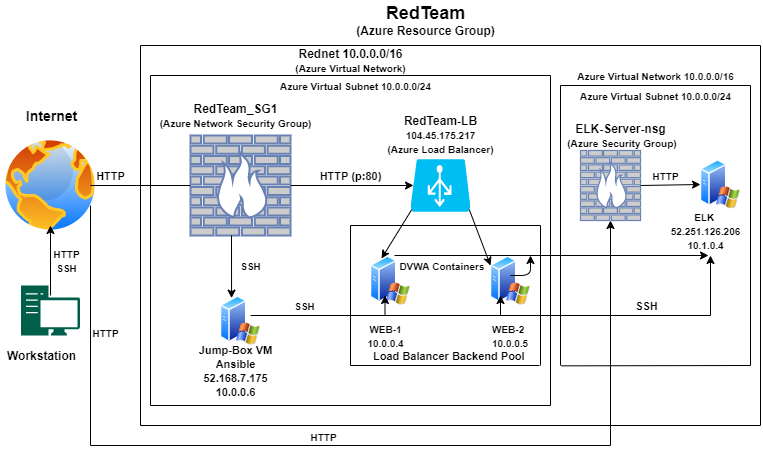 RedTeam
(Azure Resource Group)
Rednet 10.0.0.0/16
(Azure Virtual Network)
Azure Virtual Subnet 10.0.0.0/24
Azure Virtual Network 10.0.0.0/16
Azure Virtual Subnet 10.0.0.0/24
Internet
RedTeam_SG1
(Azure Network Security Group)
RedTeam-LB
104.45.175.217
(Azure Load Balancer)
ELK-Server-nsg
(Azure Security Group)
HTTP
HTTP (p:80)
HTTP
ELK
52.251.126.206
10.1.0.4
HTTP
SSH
SSH
DVWA Containers
SSH
SSH
HTTP
Workstation
Jump-Box VM
Ansible
52.168.7.175
10.0.0.6
WEB-1
10.0.0.4
WEB-2
10.0.0.5
Load Balancer Backend Pool
HTTP